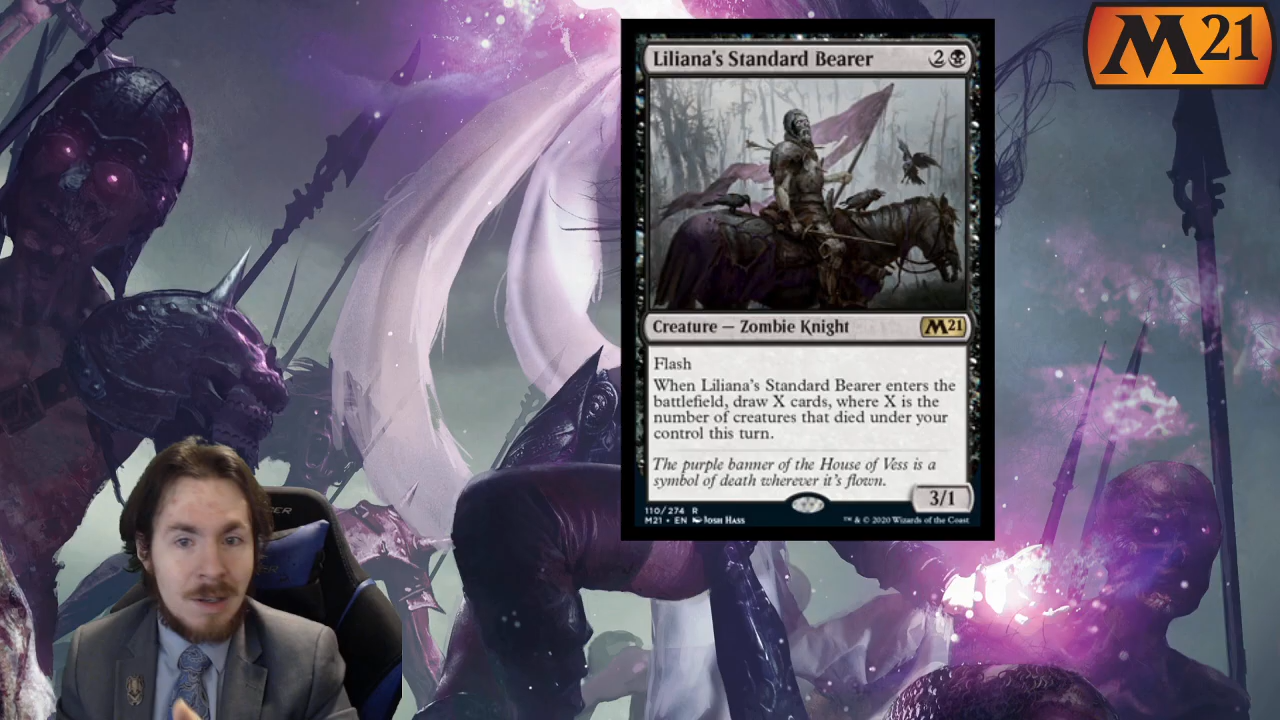 M21
Liliana's Standard Bearer 2
Creature — Zombie Knight
M21
Flash
When Liliana's Standard Bearer enters the
battlefield, draw X cards, where X is the
number of creatures that died under your
control this turn.
The purple banner of the House of Vess is a
symbol of death wherever it's flown.
3/1
110/274 R
M21 • EN Josh Hass
™ & © 2020 Wizards of the Coast